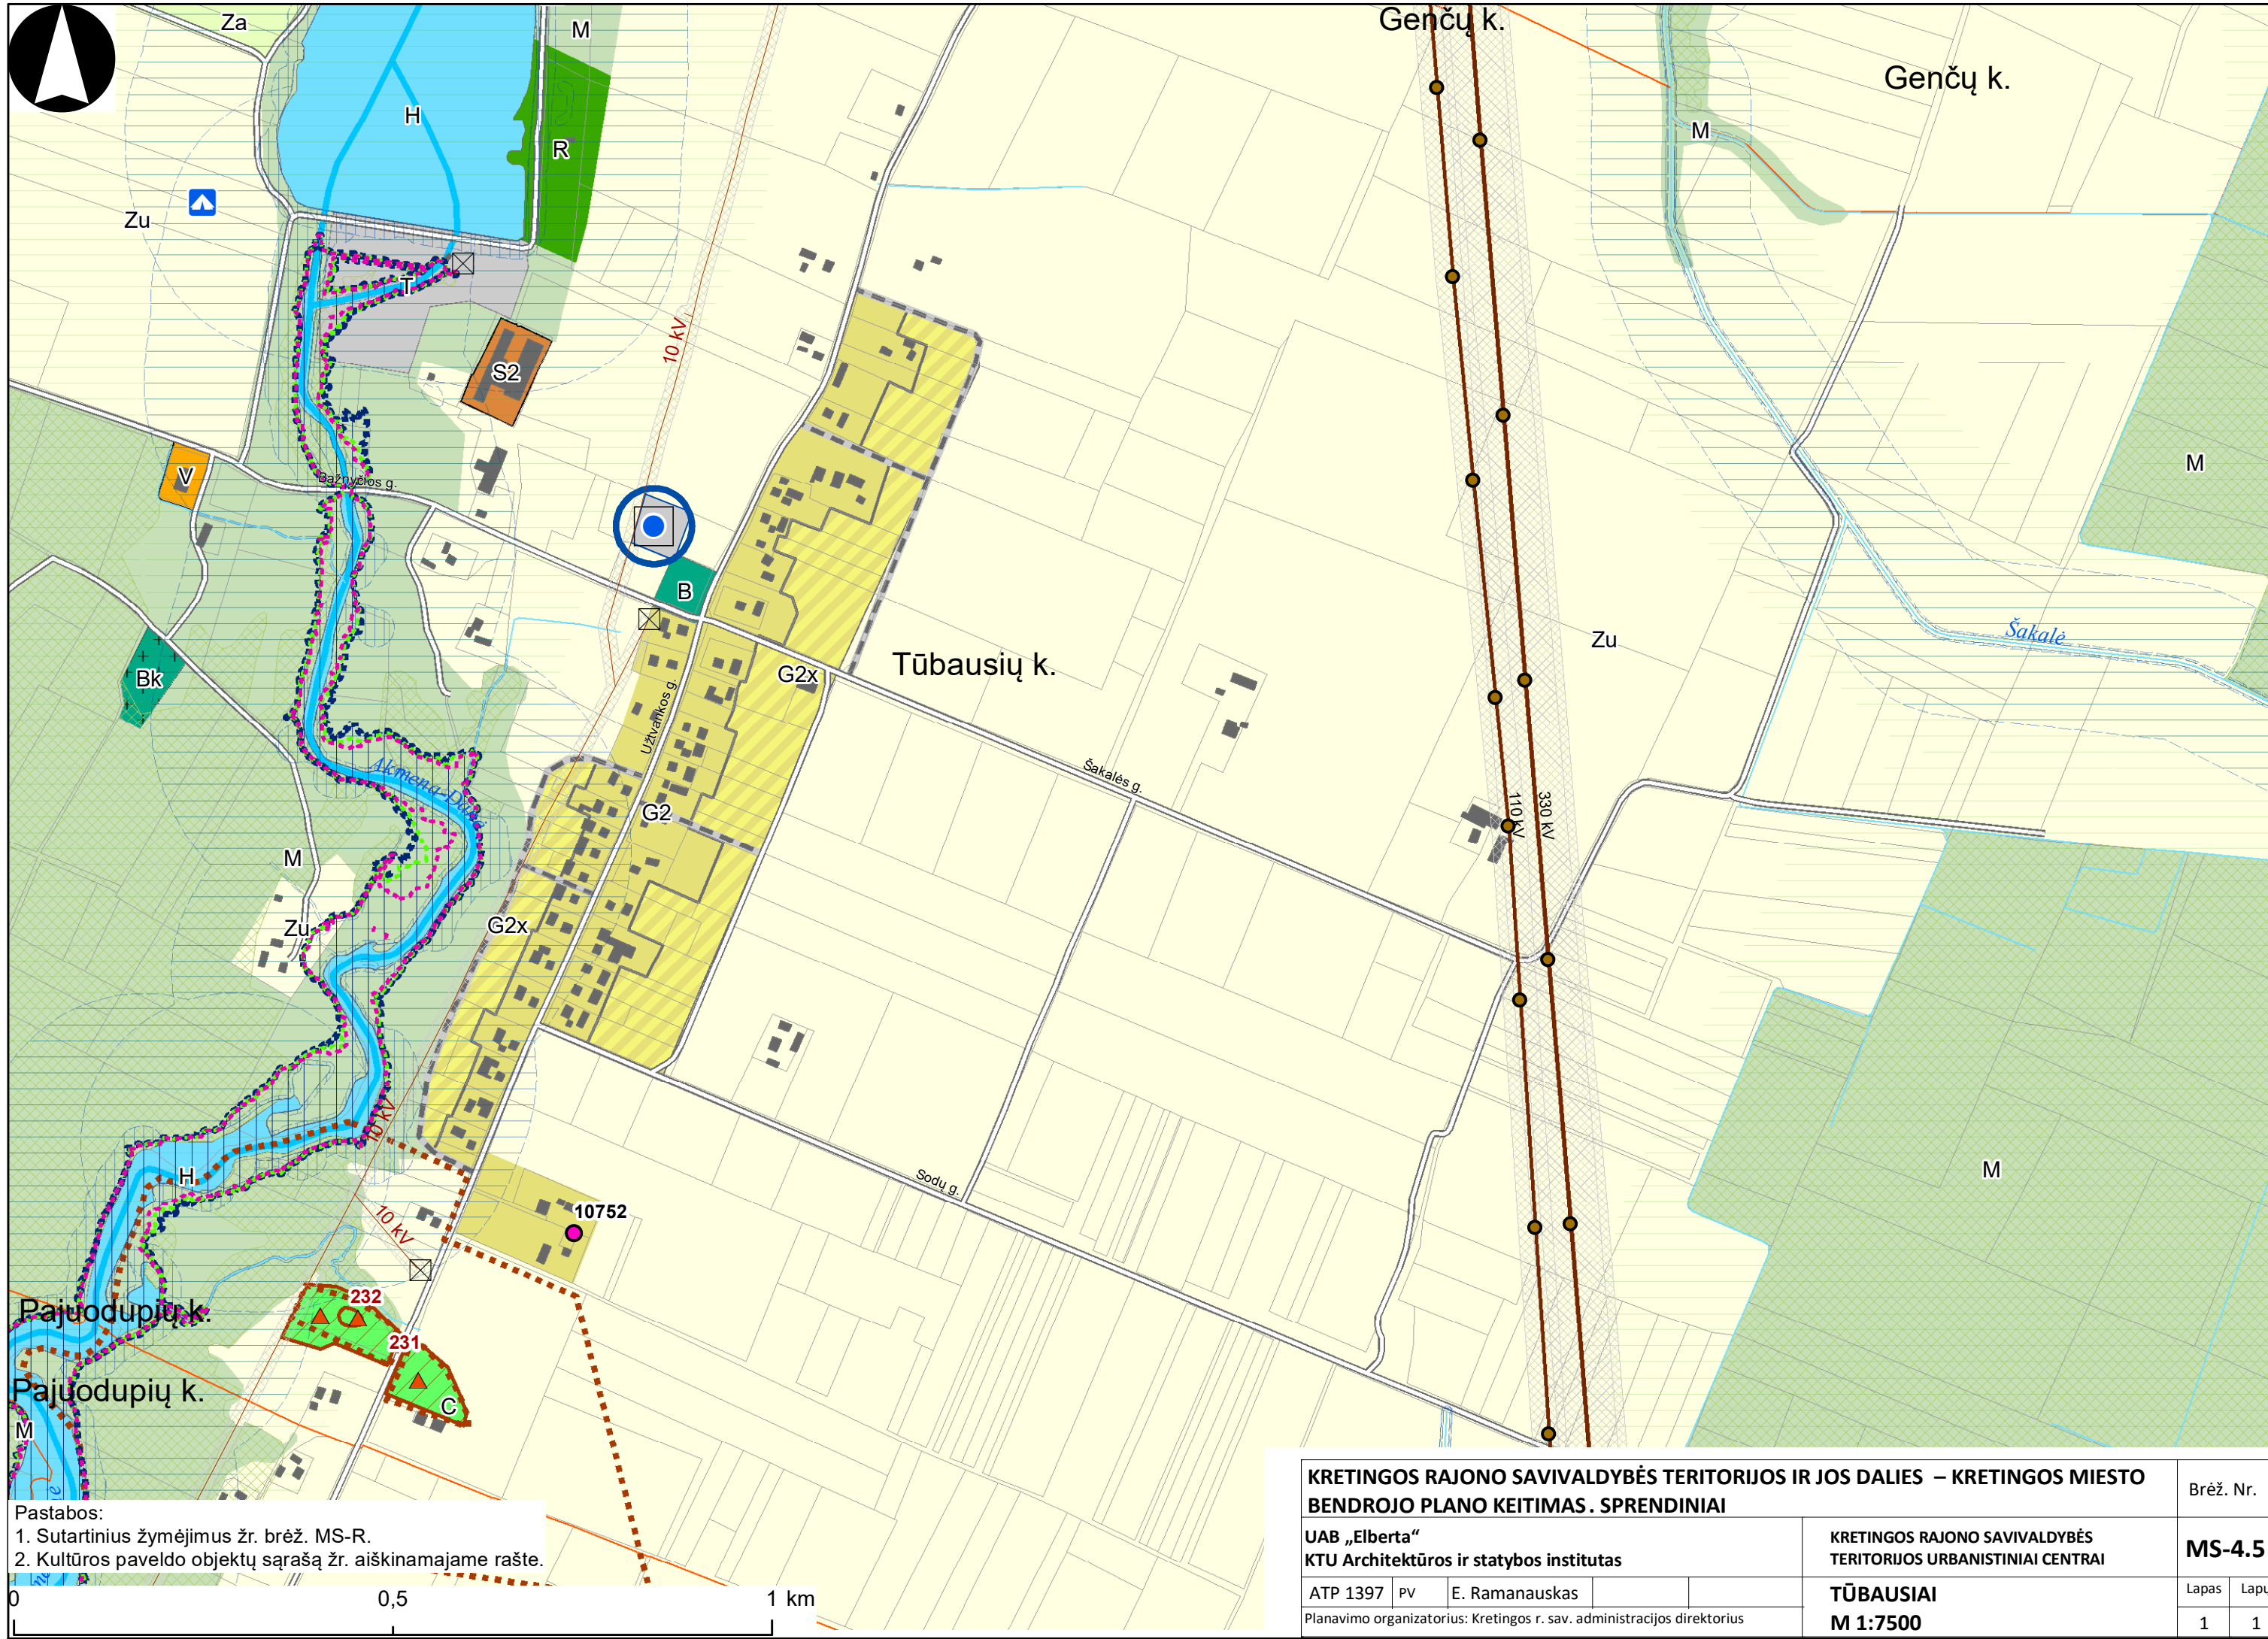 Za
M
Genčų k.
Genčų k.
H
R
M
Zu
T
10 kV
S2
M
V
Bažnyčios g.
B
Šakalė
Zu
Tūbausių k.
G2x
Bk
Užtvankos g.
Akmena-Danė
Šakalės g.
110 kV
330 kV
G2
M
Zu
G2x
10 kV
H
M
Sodų g.
10 kV
10752
232
Pajuodupių k.
231
Pajuodupių k.
C
M
Pastabos:
1. Sutartinius žymėjimus žr. brėž. MS-R.
2. Kultūros paveldo objektų sąrašą žr. aiškinamajame rašte.
0 0,5 1 km
KRETINGOS RAJONO SAVIVALDYBĖS TERITORIJOS IR JOS DALIES – KRETINGOS MIESTO
BENDROJO PLANO KEITIMAS. SPRENDINIAI
Brėž. Nr.
UAB „Elberta“
KTU Architektūros ir statybos institutas
KRETINGOS RAJONO SAVIVALDYBĖS
TERITORIJOS URBANISTINIAI CENTRAI
MS-4.5
ATP 1397 PV E. Ramanauskas
TŪBAUSIAI
M 1:7500
Lapas Lapų
Planavimo organizatorius: Kretingos r. sav. administracijos direktorius
1 1